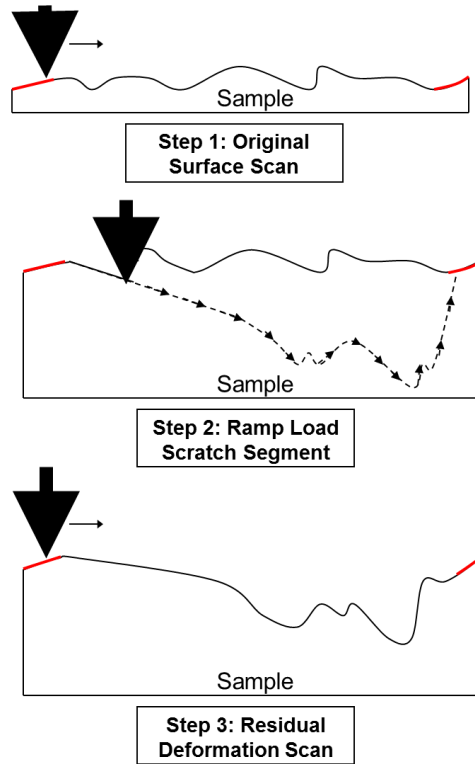 Sample
Step 1: Original
Surface Scan
Sample
Step 2: Ramp Load
Scratch Segment
Sample
Step 3: Residual
Deformation Scan